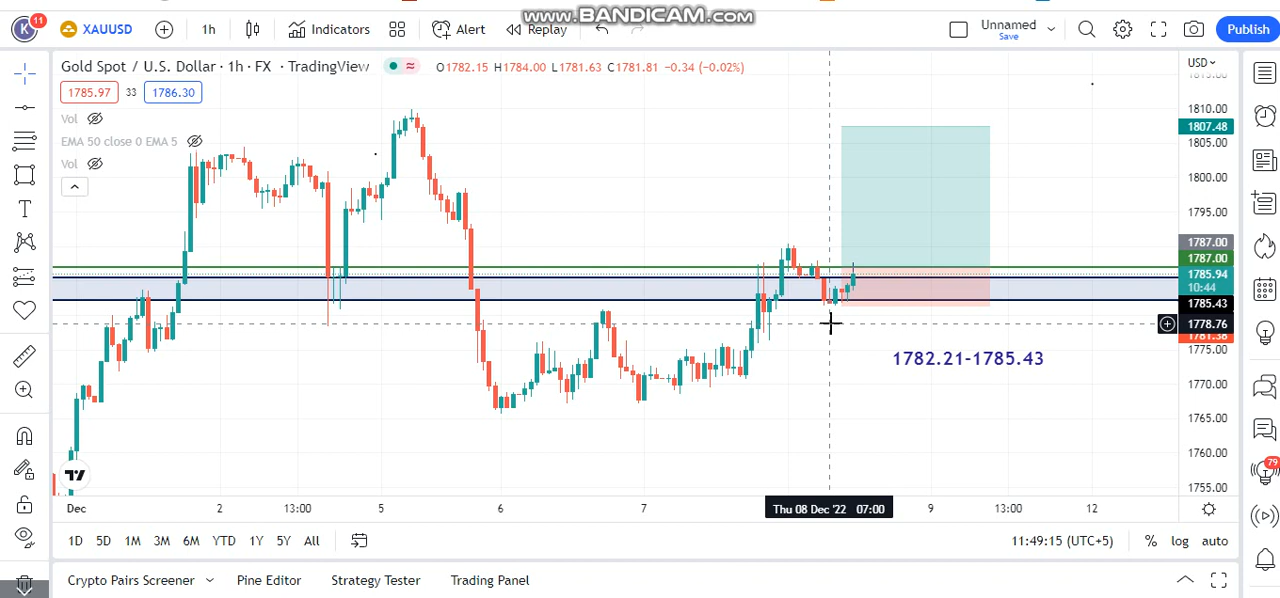 www.BANDICAM.com
K 11 XAUUSD 1h Indicators Alert Replay Unnamed Save Publish
Gold Spot / U.S. Dollar · 1h · FX · TradingView O1782.15 H1784.00 L1781.63 C1781.81 −0.34 (−0.02%) USD
1785.97 33 1786.30
Vol
EMA 50 close 0 EMA 5
Vol
1815.00
1810.00
1807.48
1805.00
1800.00
1795.00
1787.00
1787.00
1785.94
10:44
1785.43
1778.76
1781.38
1775.00
1770.00
1765.00
1760.00
1755.00
1782.21-1785.43
79
Dec 2 13:00 5 6 7 Thu 08 Dec '22 07:00 9 13:00 12
1D 5D 1M 3M 6M YTD 1Y 5Y All 11:49:15 (UTC+5) % log auto
Crypto Pairs Screener Pine Editor Strategy Tester Trading Panel